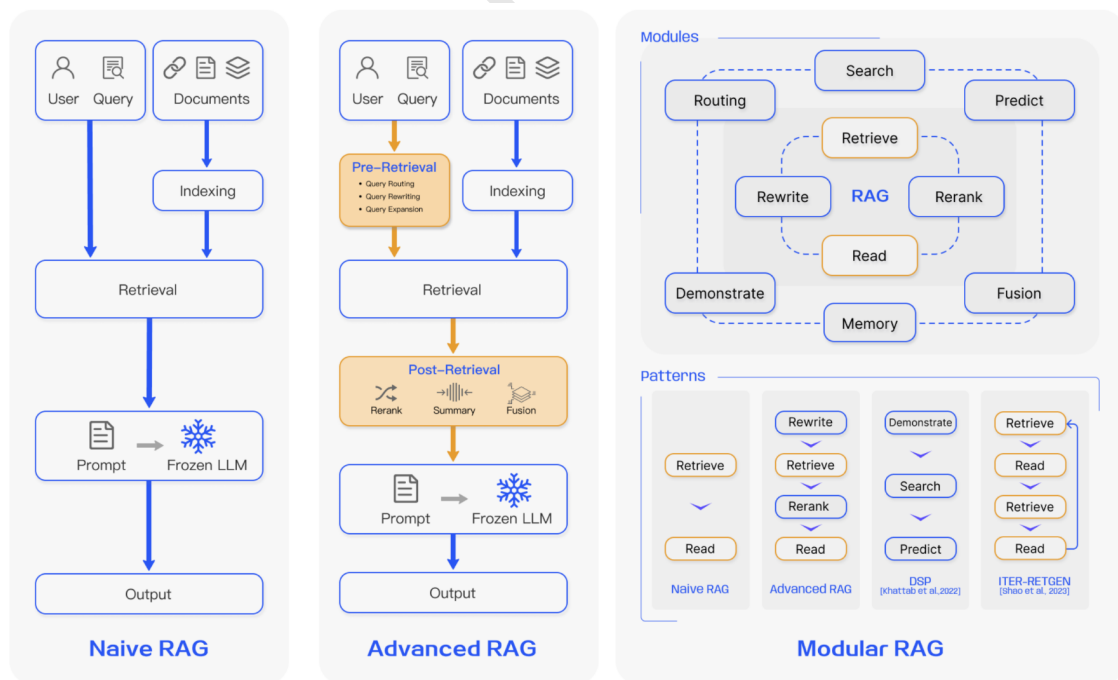 User Query
Documents
Indexing
Retrieval
Prompt
Frozen LLM
Output
Naive RAG
User Query
Documents
Pre-Retrieval
• Query Routing
• Query Rewriting
• Query Expansion
Indexing
Retrieval
Post-Retrieval
Rerank
Summary
Fusion
Prompt
Frozen LLM
Output
Advanced RAG
Modules
Search
Routing
Predict
Retrieve
Rewrite
RAG
Rerank
Read
Demonstrate
Fusion
Memory
Patterns
Retrieve
Read
Naive RAG
Rewrite
Retrieve
Rerank
Read
Advanced RAG
Demonstrate
Search
Predict
DSP
[Khattab et al,2022]
Retrieve
Read
Retrieve
Read
ITER-RETGEN
[Shao et al, 2023]
Modular RAG